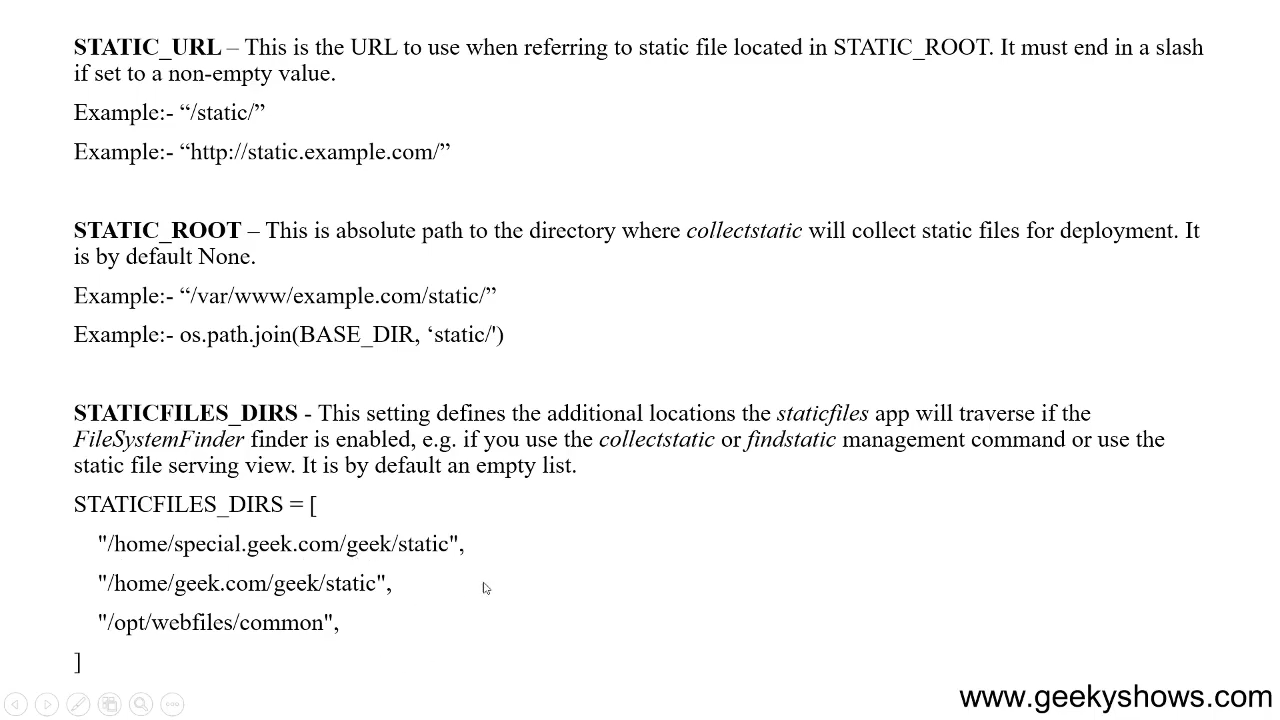 STATIC_URL – This is the URL to use when referring to static file located in STATIC_ROOT. It must end in a slash
if set to a non-empty value.
Example:- “/static/”
Example:- “http://static.example.com/”
STATIC_ROOT – This is absolute path to the directory where collectstatic will collect static files for deployment. It
is by default None.
Example:- “/var/www/example.com/static/”
Example:- os.path.join(BASE_DIR, ‘static/')
STATICFILES_DIRS - This setting defines the additional locations the staticfiles app will traverse if the
FileSystemFinder finder is enabled, e.g. if you use the collectstatic or findstatic management command or use the
static file serving view. It is by default an empty list.
STATICFILES_DIRS = [
"/home/special.geek.com/geek/static",
"/home/geek.com/geek/static",
"/opt/webfiles/common",
]
www.geekyshows.com